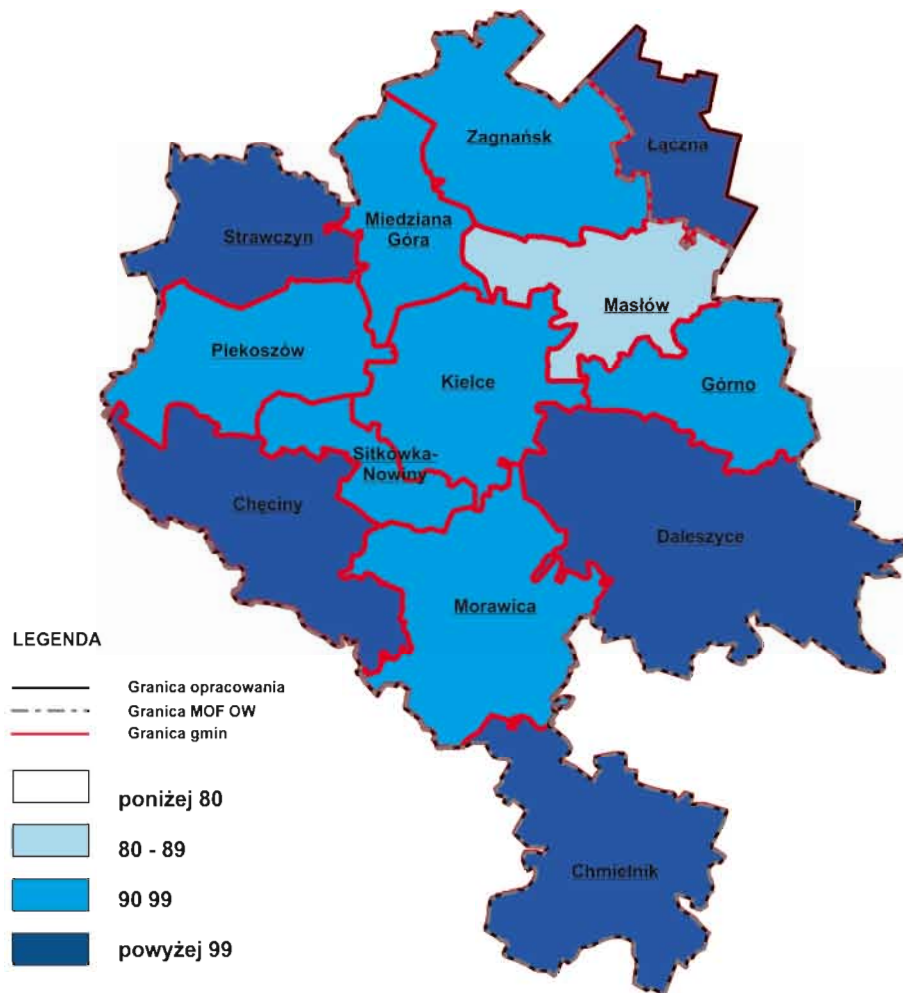 Zagnańsk
Łączna
Strawczyn
Miedziana
Góra
Masłów
Piekoszów
Kielce
Górno
Sitkówka-
Nowiny
Chęciny
Daleszyce
Morawica
LEGENDA
Granica opracowania
Granica MOF OW
Granica gmin
poniżej 80
80 - 89
90 99
powyżej 99
Chmielnik